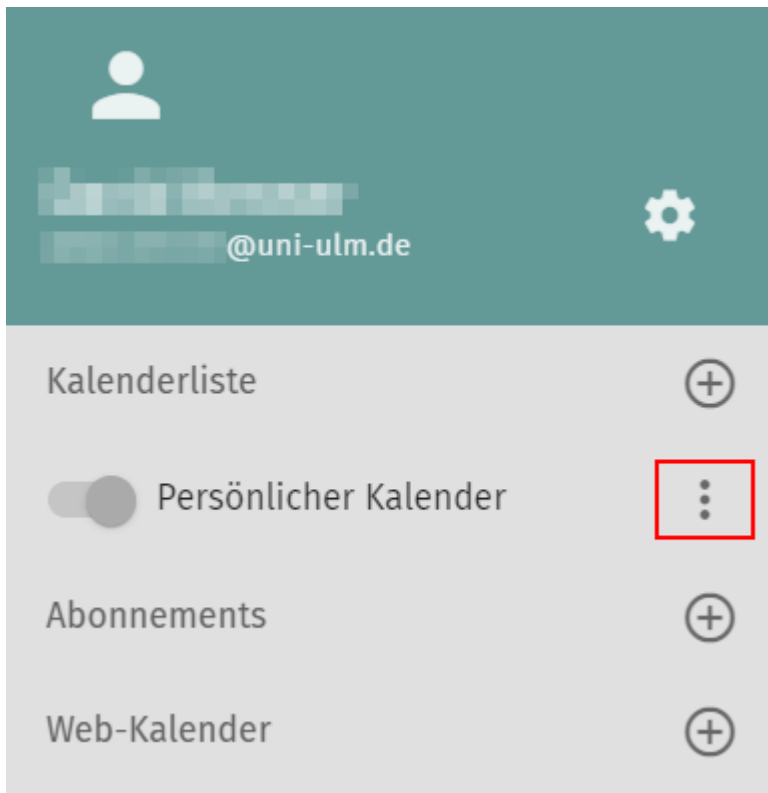 @uni-ulm.de
Kalenderliste
Persönlicher Kalender
Abonnements
Web-Kalender